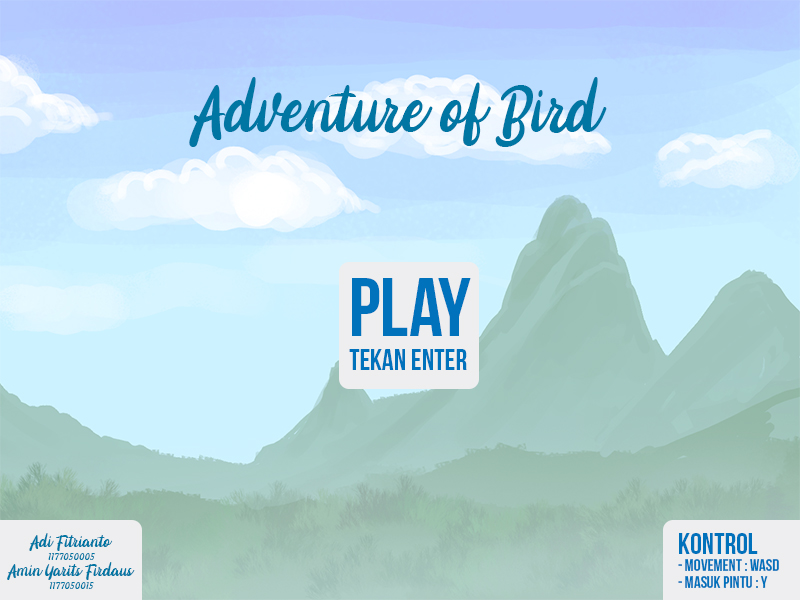 Adventure of Bird
PLAY
TEKAN ENTER
Adi Fitrianto
1177050005
Amin Yarits Firdaus
1177050015
KONTROL
- MOVEMENT : WASD
- MASUK PINTU : Y